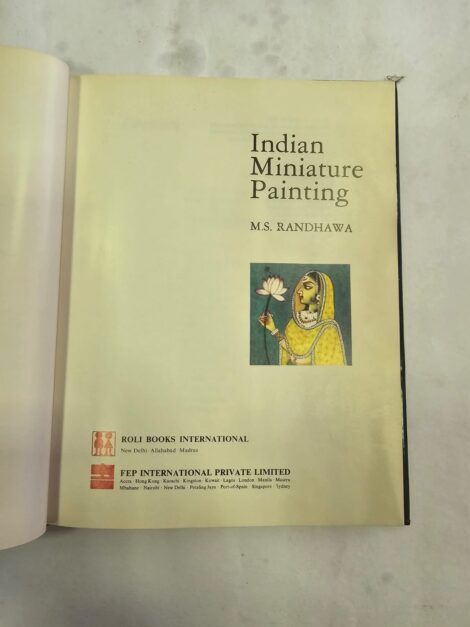 Indian
Miniature
Painting
M.S. RANDHAWA
ROLI BOOKS INTERNATIONAL
New Delhi Allahabad Madras
FEP INTERNATIONAL PRIVATE LIMITED
Accra · Hong Kong · Karachi · Kingston · Kuwait · Lagos · London · Manila · Maseru
Mbabane · Nairobi · New Delhi · Petaling Jaya · Port-of-Spain · Singapore · Sydney